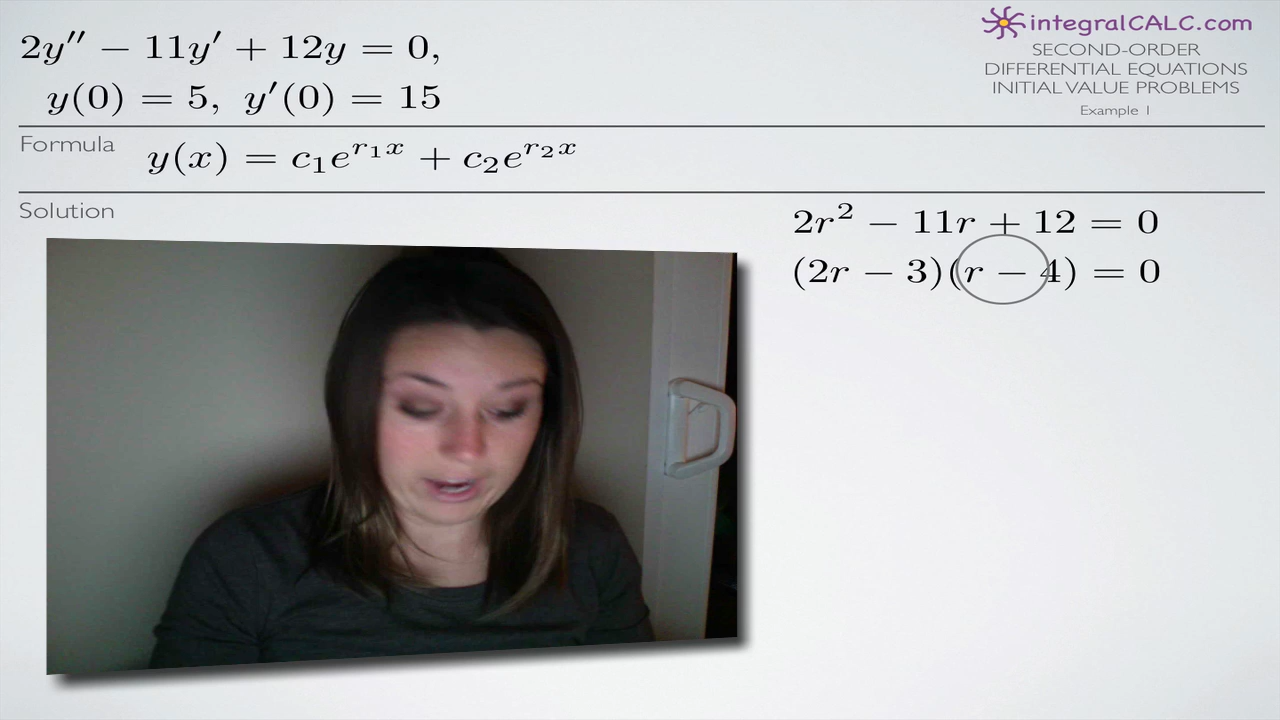 2y″ − 11y′ + 12y = 0,
y(0) = 5, y′(0) = 15
integralCALC.com
SECOND-ORDER
DIFFERENTIAL EQUATIONS
INITIAL VALUE PROBLEMS
Example 1
Formula
y(x) = c₁e^{r₁x} + c₂e^{r₂x}
Solution
2r² − 11r + 12 = 0
(2r − 3)(r − 4) = 0